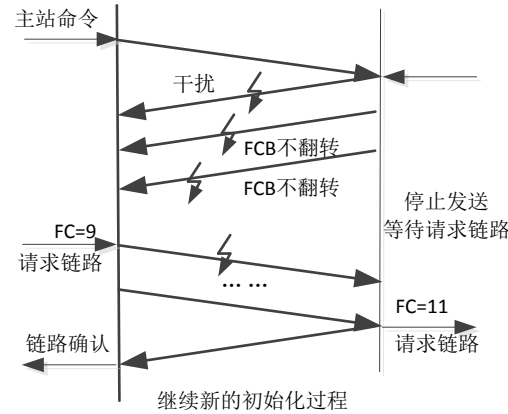 主站命令
干扰
FCB不翻转
FCB不翻转
停止发送
等待请求链路
FC=9
请求链路
... ...
FC=11
请求链路
链路确认
继续新的初始化过程